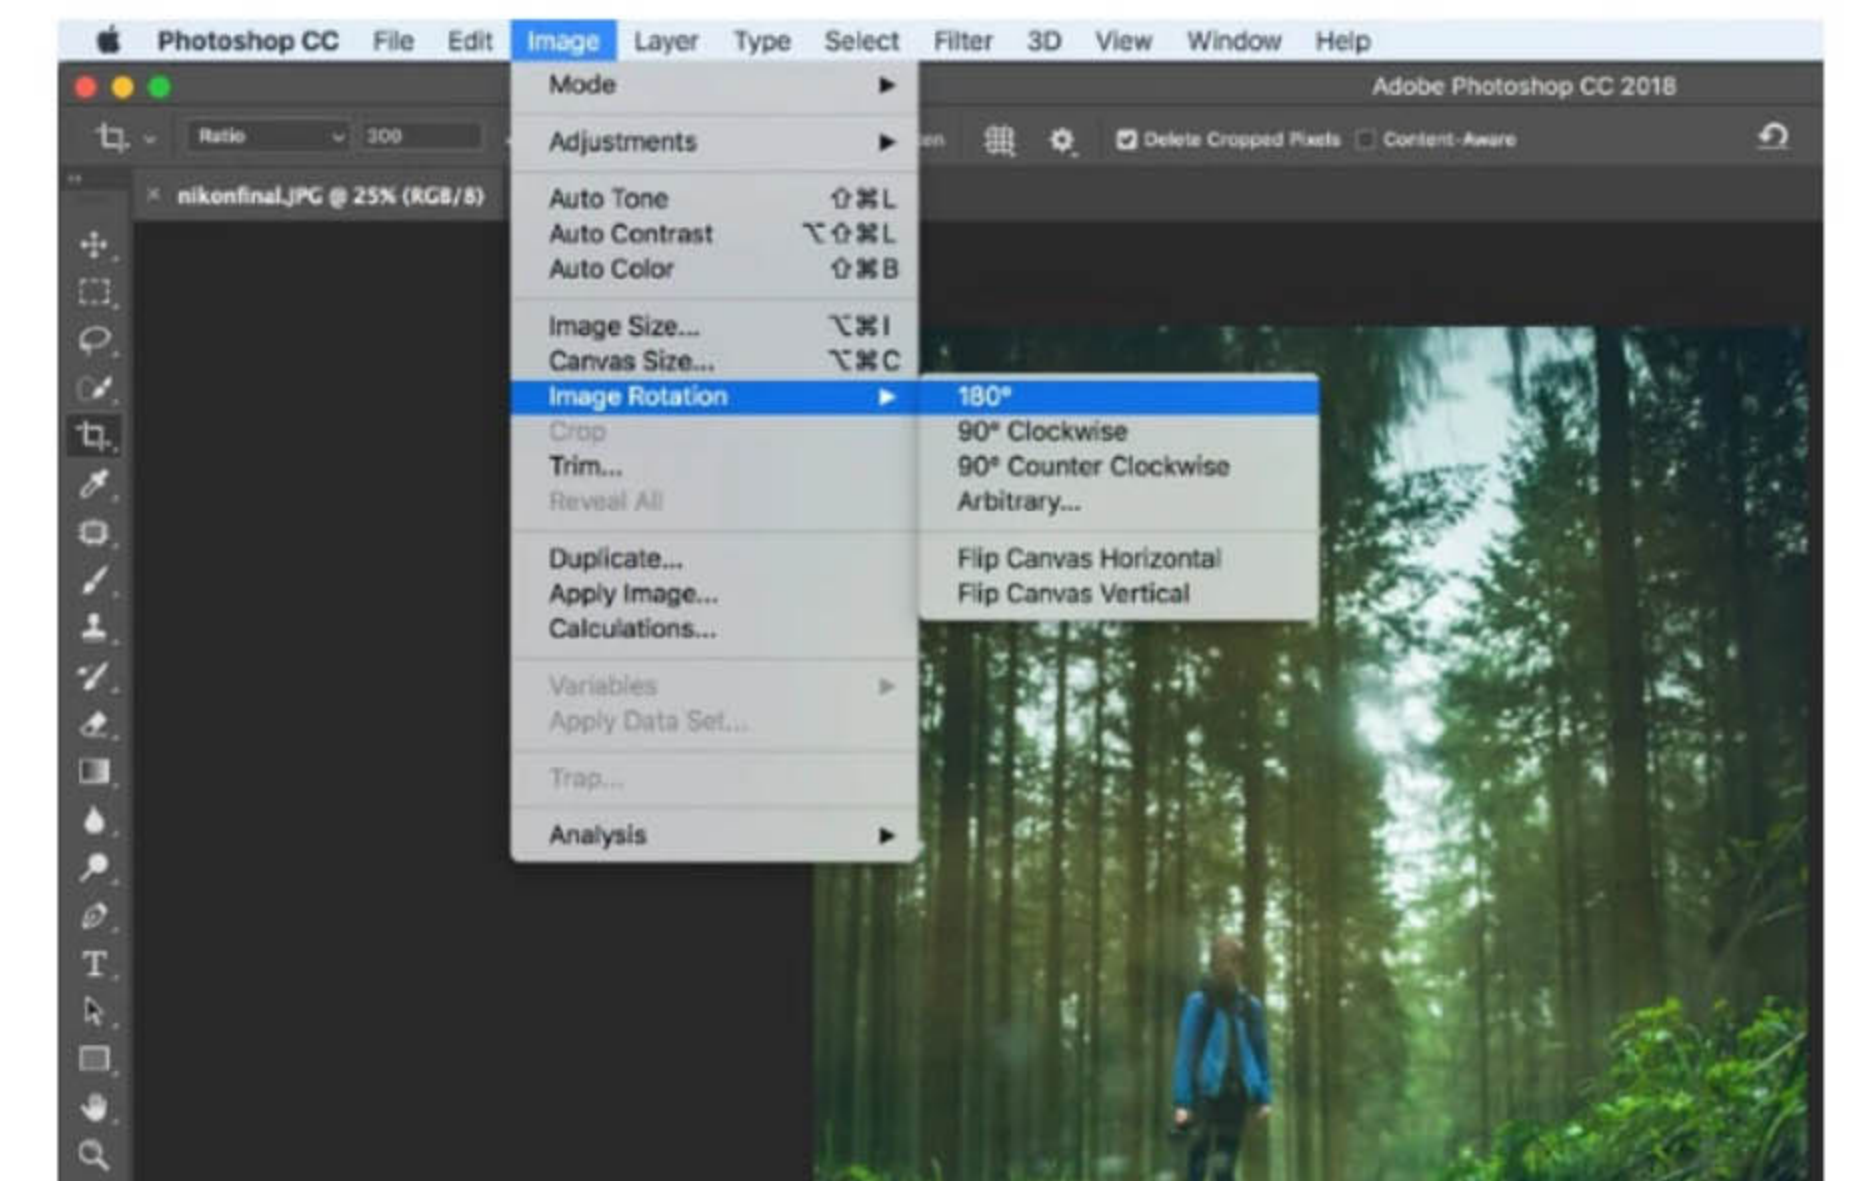 Photoshop CC File Edit Image Layer Type Select Filter 3D View Window Help
Adobe Photoshop CC 2018
Ratio 300 Delete Cropped Pixels Content-Aware
× nikonfinal.JPG @ 25% (RGB/8)
Mode ▶
Adjustments ▶
Auto Tone ⇧⌘L
Auto Contrast ⌥⇧⌘L
Auto Color ⇧⌘B
Image Size... ⌥⌘I
Canvas Size... ⌥⌘C
Image Rotation ▶
Crop
Trim...
Reveal All
Duplicate...
Apply Image...
Calculations...
Variables ▶
Apply Data Set...
Trap...
Analysis ▶
180°
90° Clockwise
90° Counter Clockwise
Arbitrary...
Flip Canvas Horizontal
Flip Canvas Vertical